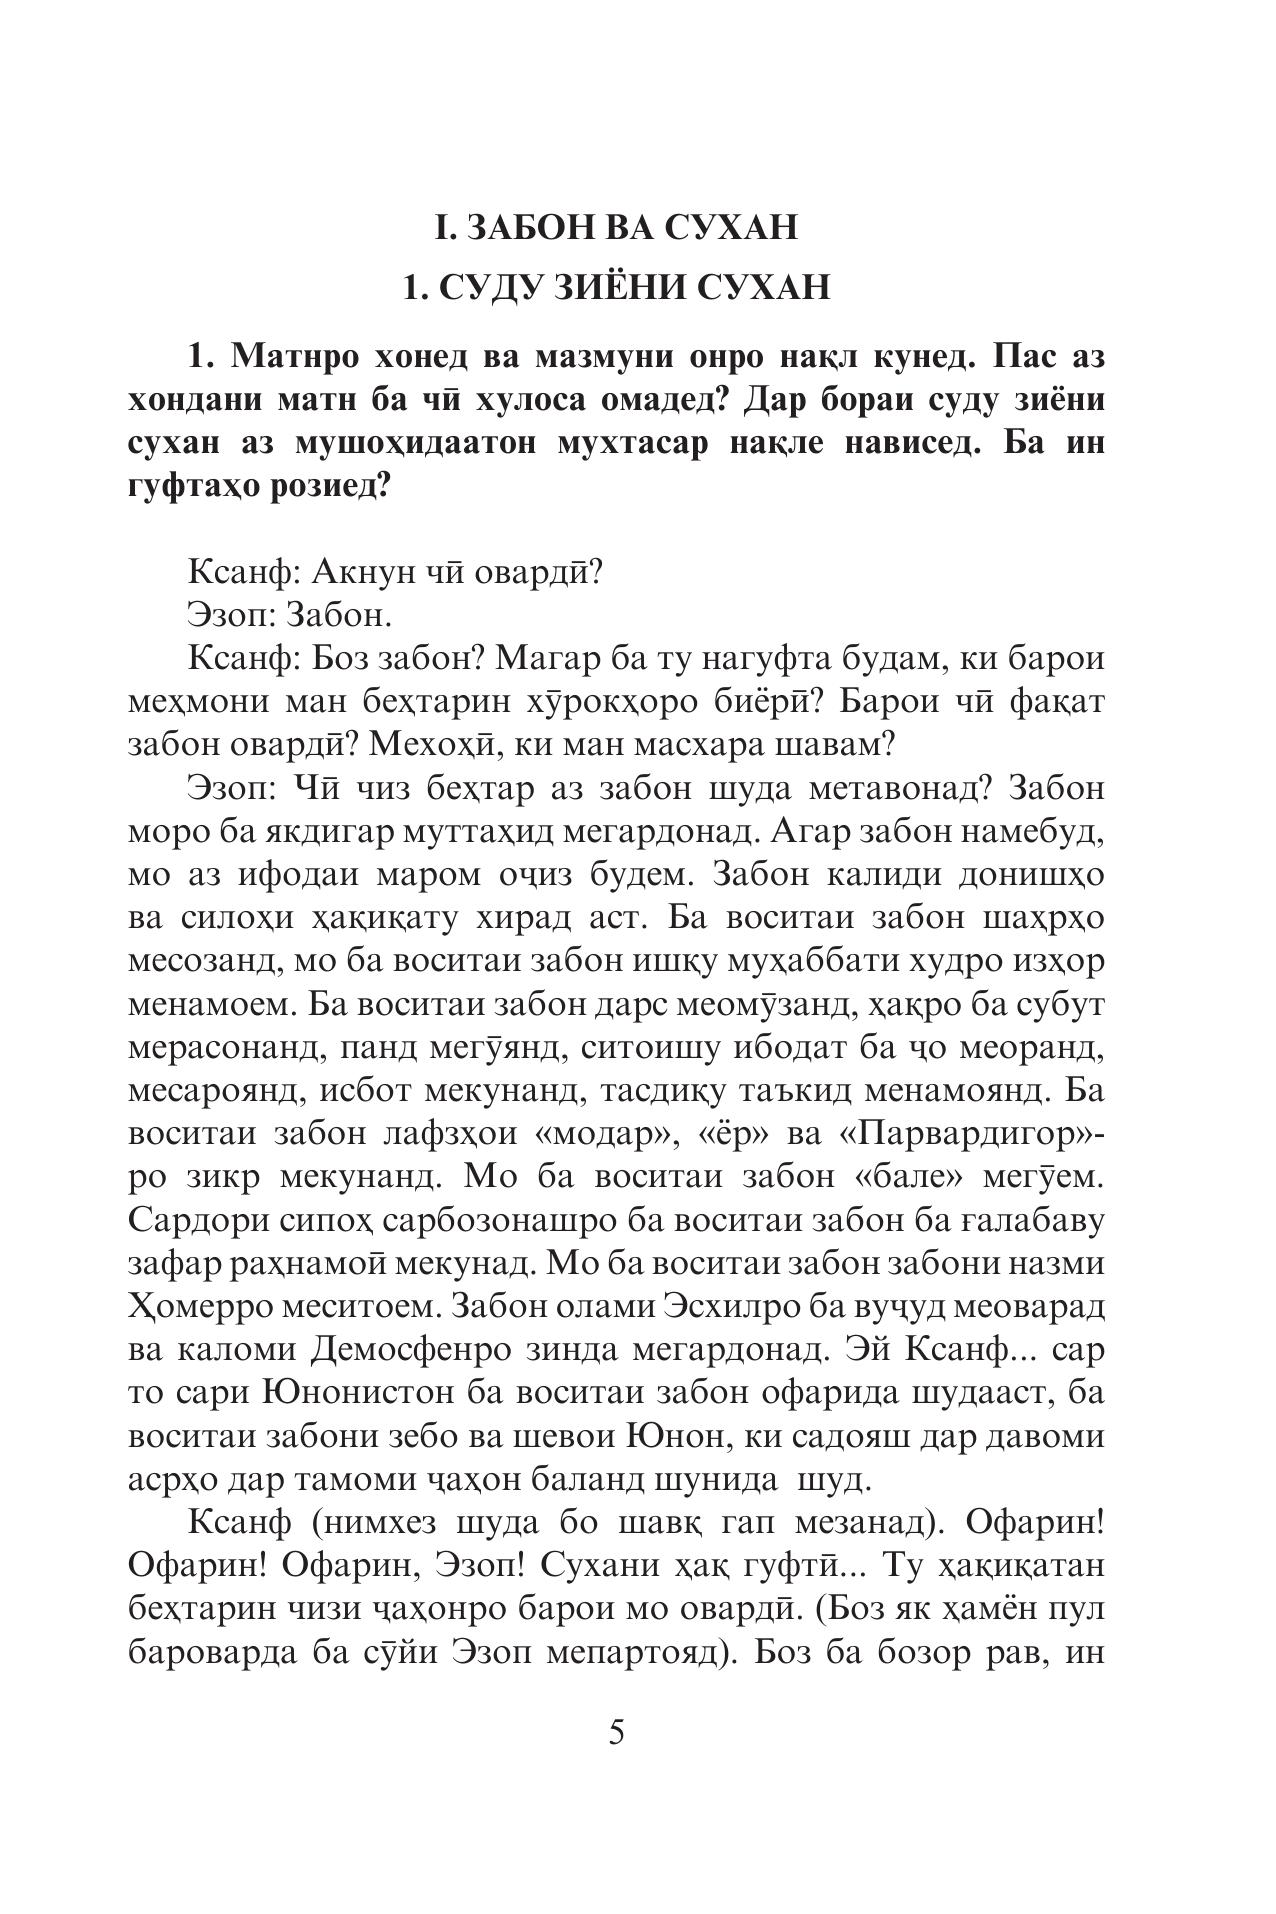 I. ЗАБОН ВА СУХАН
1. СУДУ ЗИЁНИ СУХАН
1. Матнро хонед ва мазмуни онро нақл кунед. Пас аз
хондани матн ба чӣ хулоса омадед? Дар бораи суду зиёни
сухан аз мушоҳидаатон мухтасар нақле нависед. Ба ин
гуфтаҳо розиед?
Ксанф: Акнун чӣ овардӣ?
Эзоп: Забон.
Ксанф: Боз забон? Магар ба ту нагуфта будам, ки барои
меҳмони ман беҳтарин хӯрокҳоро биёрӣ? Барои чӣ фақат
забон овардӣ? Мехоҳӣ, ки ман масхара шавам?
Эзоп: Чӣ чиз беҳтар аз забон шуда метавонад? Забон
моро ба якдигар муттаҳид мегардонад. Агар забон намебуд,
мо аз ифодаи маром оҷиз будем. Забон калиди донишҳо
ва силоҳи ҳақиқату хирад аст. Ба воситаи забон шаҳрҳо
месозанд, мо ба воситаи забон ишқу муҳаббати худро изҳор
менамоем. Ба воситаи забон дарс меомӯзанд, ҳақро ба субут
мерасонанд, панд мегӯянд, ситоишу ибодат ба ҷо меоранд,
месарoянд, исбот мекунанд, тасдиқу таъкид менамоянд. Ба
воситаи забон лафзҳои «модар», «ёр» ва «Парвардигор»-
ро зикр мекунанд. Мо ба воситаи забон «бале» мегӯем.
Сардори сипоҳ сарбозонашро ба воситаи забон ба ғалабаву
зафар раҳнамоӣ мекунад. Мо ба воситаи забон забони назми
Ҳомерро меситоем. Забон олами Эсхилро ба вуҷуд меоварад
ва каломи Демосфенро зинда мегардонад. Эй Ксанф... сар
то сари Юнонистон ба воситаи забон офарида шудааст, ба
воситаи забони зебо ва шевои Юнон, ки садояш дар давоми
асрҳо дар тамоми ҷаҳон баланд шунида шуд.
Ксанф (нимхез шуда бо шавқ гап мезанад). Офарин!
Офарин! Офарин, Эзоп! Сухани ҳақ гуфтӣ... Ту ҳақиқатан
беҳтарин чизи ҷаҳонро барои мо овардӣ. (Боз як ҳамён пул
бароварда ба сӯйи Эзоп мепартояд). Боз ба бозор рав, ин
5